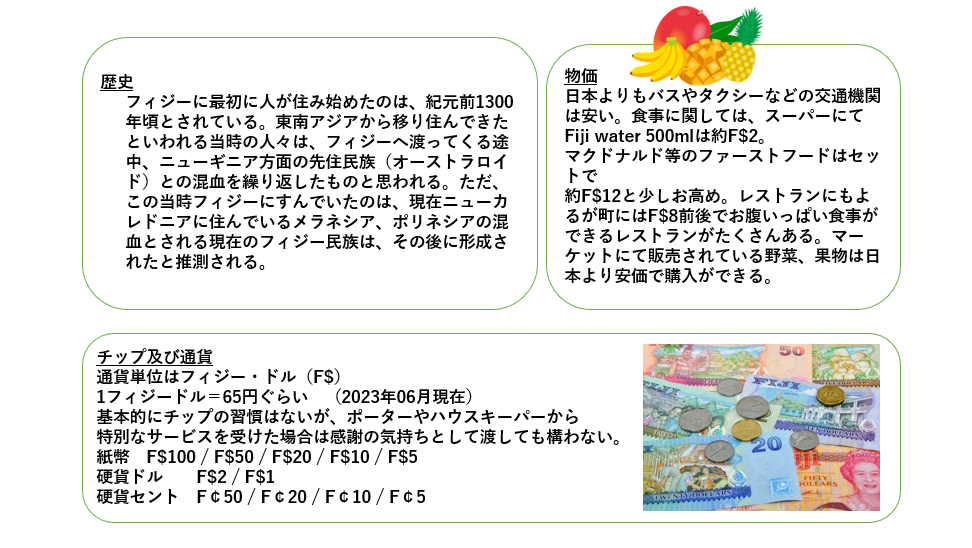 歴史
フィジーに最初に人が住み始めたのは、紀元前1300
年頃とされている。東南アジアから移り住んできた
といわれる当時の人々は、フィジーへ渡ってくる途
中、ニューギニア方面の先住民族（オーストラロイ
ド）との混血を繰り返したものと思われる。ただ、
この当時フィジーにすんでいたのは、現在ニューカ
レドニアに住んでいるメラネシア、ポリネシアの混
血とされる現在のフィジー民族は、その後に形成さ
れたと推測される。
物価
日本よりもバスやタクシーなどの交通機関
は安い。食事に関しては、スーパーにて
Fiji water 500mlは約F$2。
マクドナルド等のファーストフードはセッ
トで
約F$12と少しお高め。レストランにもよ
るが町にはF$8前後でお腹いっぱい食事が
できるレストランがたくさんある。マー
ケットにて販売されている野菜、果物は日
本より安価で購入ができる。
チップ及び通貨
通貨単位はフィジー・ドル（F$）
1フィジードル＝65円ぐらい　（2023年06月現在）
基本的にチップの習慣はないが、ポーターやハウスキーパーから
特別なサービスを受けた場合は感謝の気持ちとして渡しても構わない。
紙幣　F$100 / F$50 / F$20 / F$10 / F$5
硬貨ドル　　F$2 / F$1
硬貨セント　F￠50 / F￠20 / F￠10 / F￠5
50
FIJI
20
TWENTY DOLLARS
FIFTY
DOLLARS